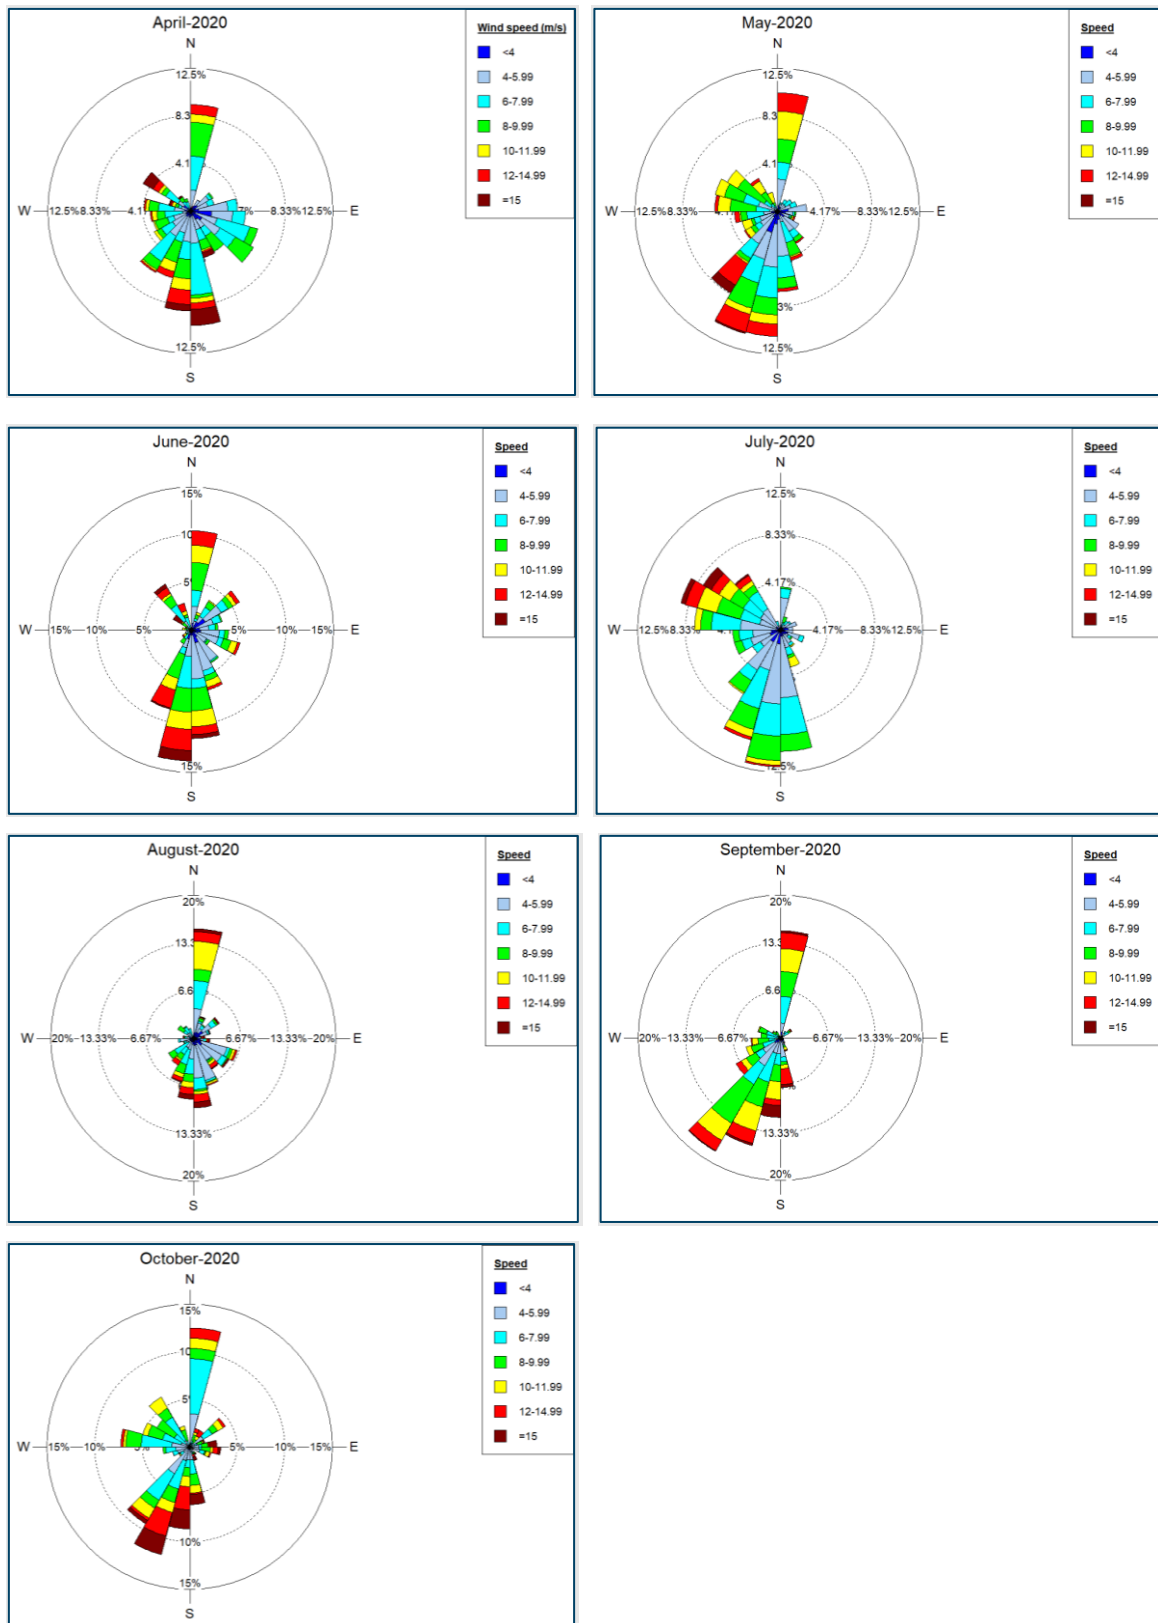 April-2020
N
12.5%
8.3
4.1
W 12.5% 8.33% 4.1 7% 8.33% 12.5% E
12.5%
S
Wind speed (m/s)
<4
4-5.99
6-7.99
8-9.99
10-11.99
12-14.99
=15
May-2020
N
12.5%
8.3
4.1
W 12.5% 8.33% 4.17% 8.33% 12.5% E
3%
12.5%
S
Speed
<4
4-5.99
6-7.99
8-9.99
10-11.99
12-14.99
=15
June-2020
N
15%
10
5
W 15% 10% 5% 5% 10% 15% E
15%
S
Speed
<4
4-5.99
6-7.99
8-9.99
10-11.99
12-14.99
=15
July-2020
N
12.5%
8.33%
4.17%
W 12.5% 8.33% 4.17% 8.33% 12.5% E
12.5%
S
Speed
<4
4-5.99
6-7.99
8-9.99
10-11.99
12-14.99
=15
August-2020
N
20%
13.3
6.6
W 20% 13.33% 6.67% 6.67% 13.33% 20% E
13.33%
20%
S
Speed
<4
4-5.99
6-7.99
8-9.99
10-11.99
12-14.99
=15
September-2020
N
20%
13.3
6.6
W 20% 13.33% 6.67% 6.67% 13.33% 20% E
13.33%
20%
S
Speed
<4
4-5.99
6-7.99
8-9.99
10-11.99
12-14.99
=15
October-2020
N
15%
10
5
W 15% 10% 5% 5% 10% 15% E
10%
15%
S
Speed
<4
4-5.99
6-7.99
8-9.99
10-11.99
12-14.99
=15